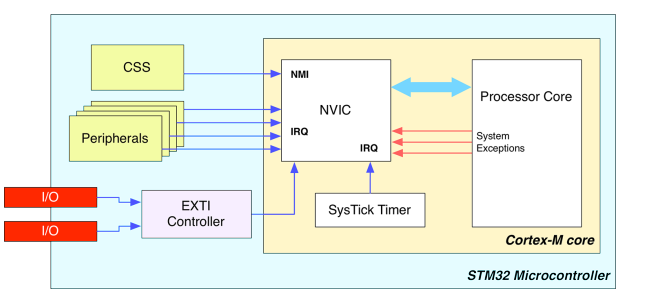 CSS
NMI
NVIC
Processor Core
Peripherals
IRQ
IRQ
System
Exceptions
I/O
I/O
EXTI
Controller
SysTick Timer
Cortex-M core
STM32 Microcontroller